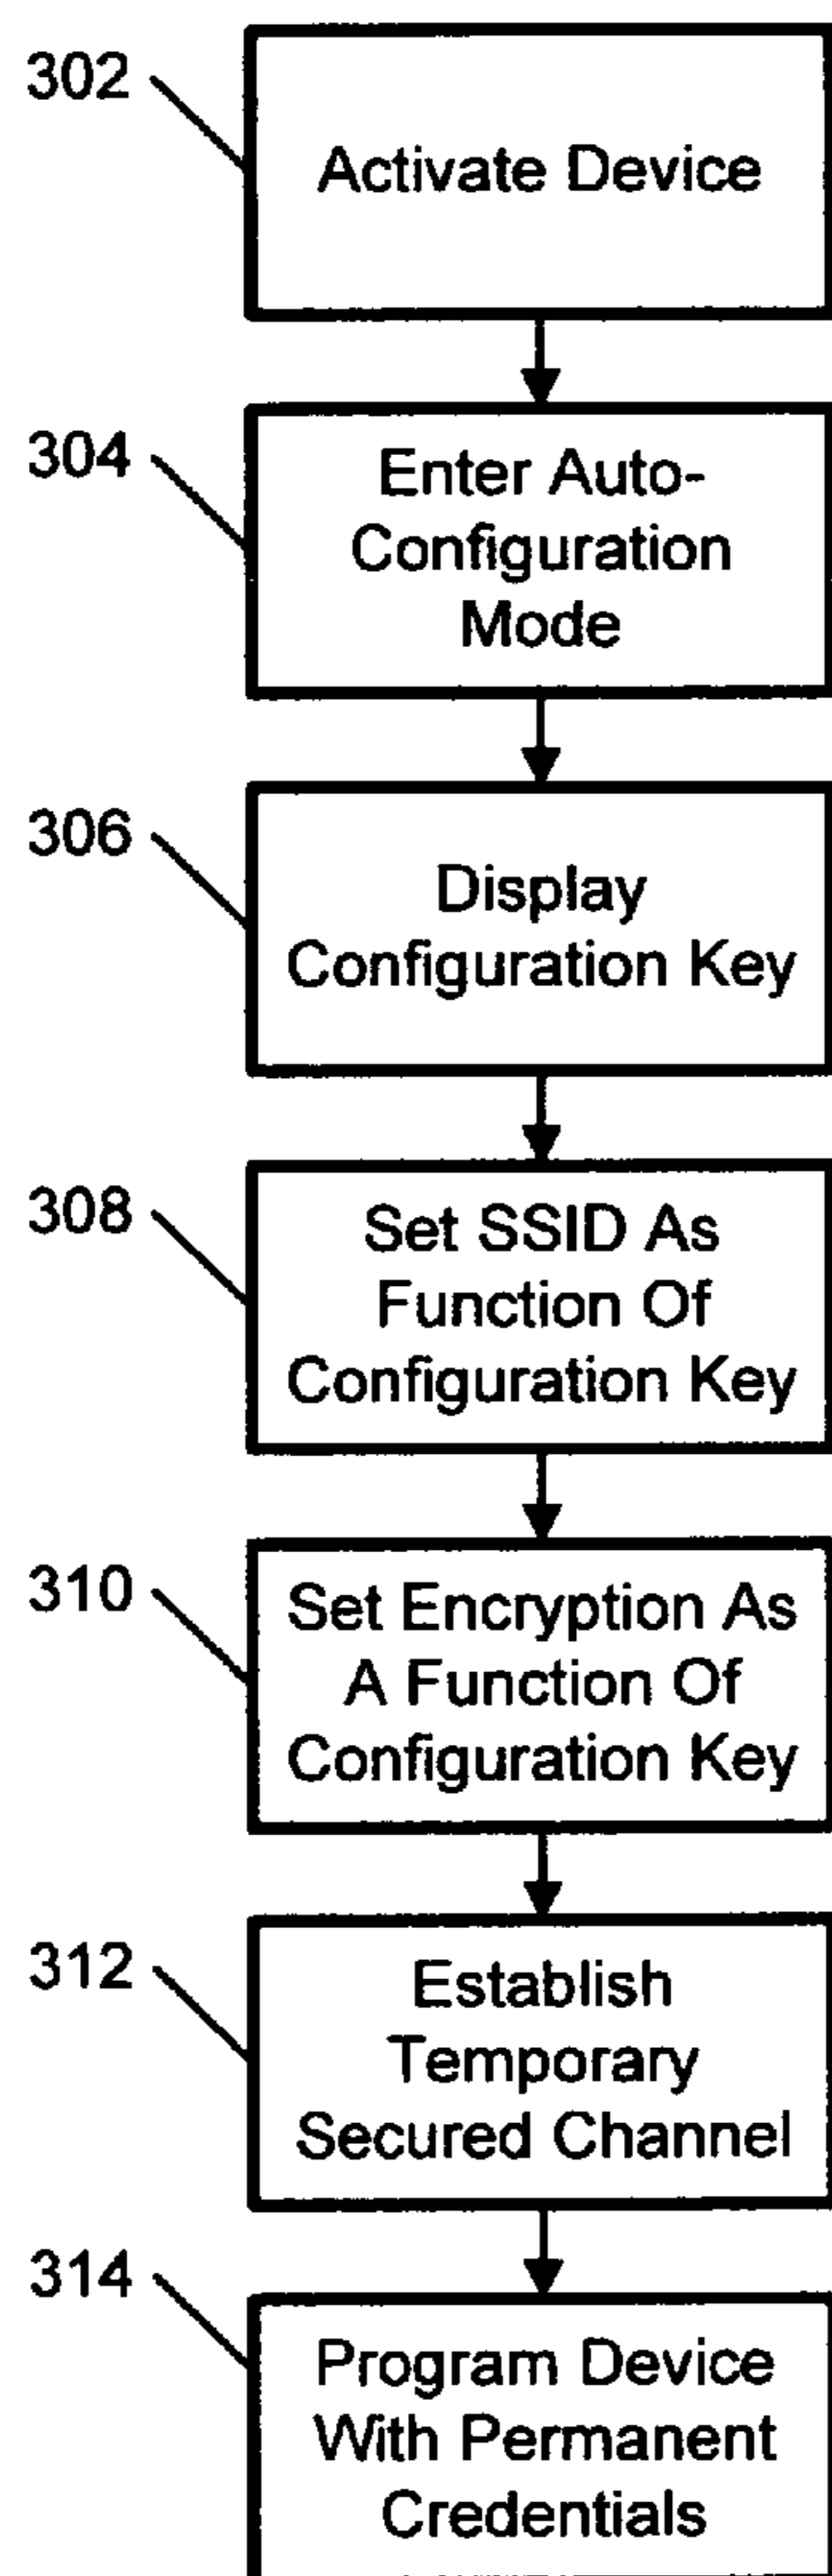 302
Activate Device
304
Enter Auto-
Configuration
Mode
306
Display
Configuration Key
308
Set SSID As
Function Of
Configuration Key
310
Set Encryption As
A Function Of
Configuration Key
312
Establish
Temporary
Secured Channel
314
Program Device
With Permanent
Credentials